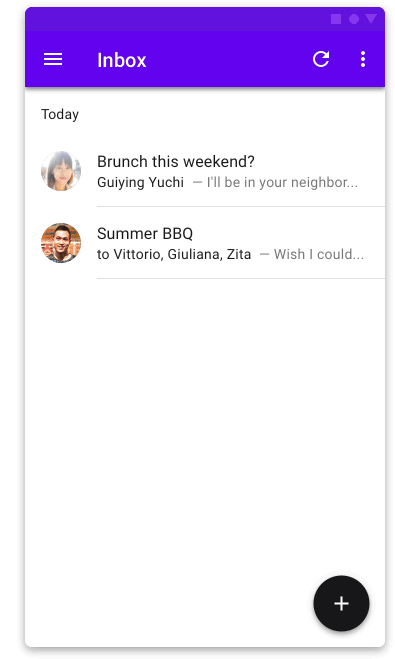 Inbox
Today
Brunch this weekend?
Guiying Yuchi — I'll be in your neighbor...
Summer BBQ
to Vittorio, Giuliana, Zita — Wish I could...